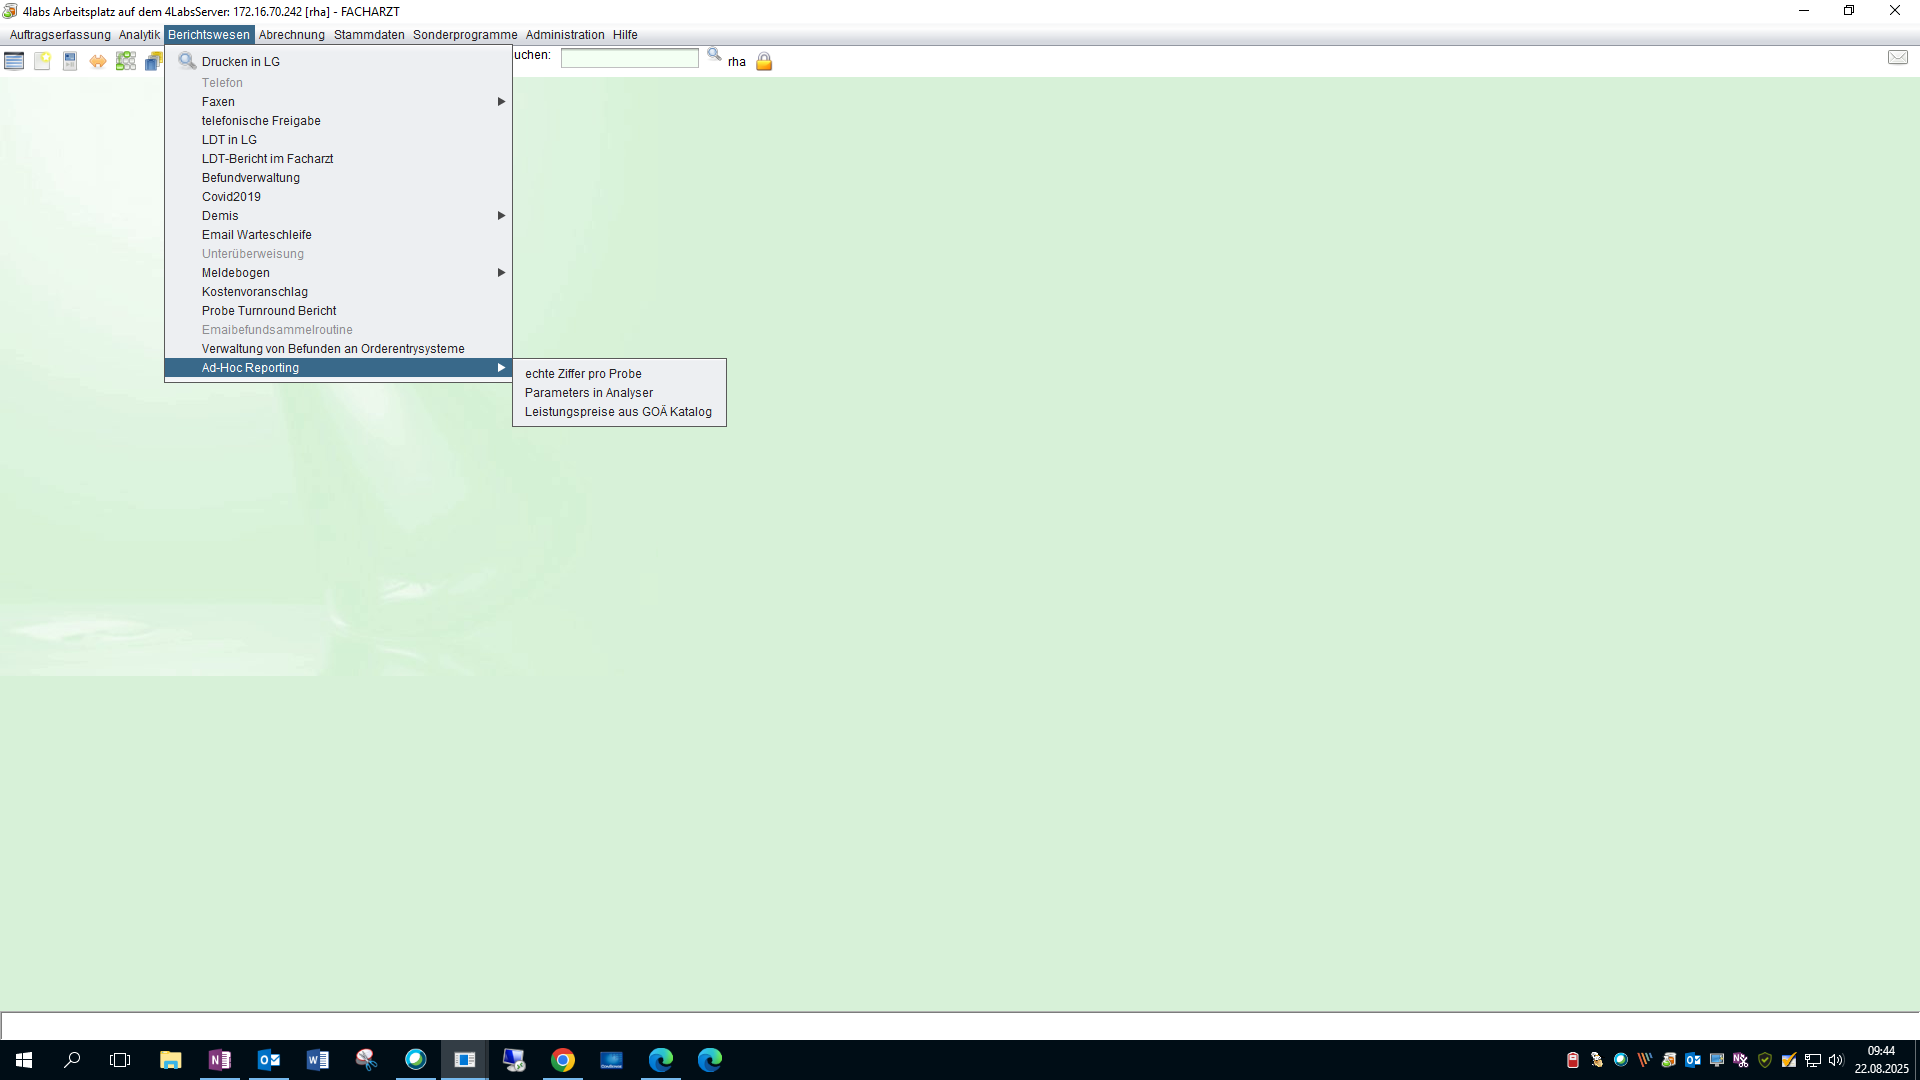 4labs Arbeitsplatz auf dem 4LabsServer: 172.16.70.242 [rha] - FACHARZT
Auftragserfassung Analytik Berichtswesen Abrechnung Stammdaten Sonderprogramme Administration Hilfe
uchen: rha
Drucken in LG
Telefon
Faxen
telefonische Freigabe
LDT in LG
LDT-Bericht im Facharzt
Befundverwaltung
Covid2019
Demis
Email Warteschleife
Unterüberweisung
Meldebogen
Kostenvoranschlag
Probe Turnround Bericht
Emaibefundsammelroutine
Verwaltung von Befunden an Orderentrysysteme
Ad-Hoc Reporting
echte Ziffer pro Probe
Parameters in Analyser
Leistungspreise aus GOÄ Katalog
09:44
22.08.2025